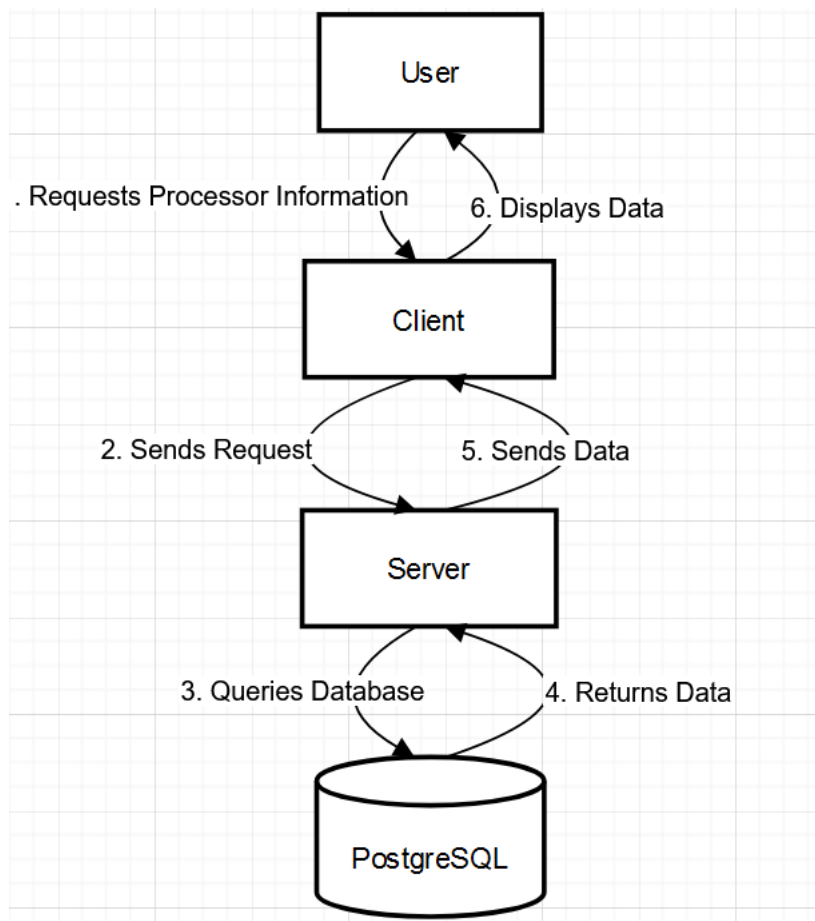 User
. Requests Processor Information
6. Displays Data
Client
2. Sends Request
5. Sends Data
Server
3. Queries Database
4. Returns Data
PostgreSQL